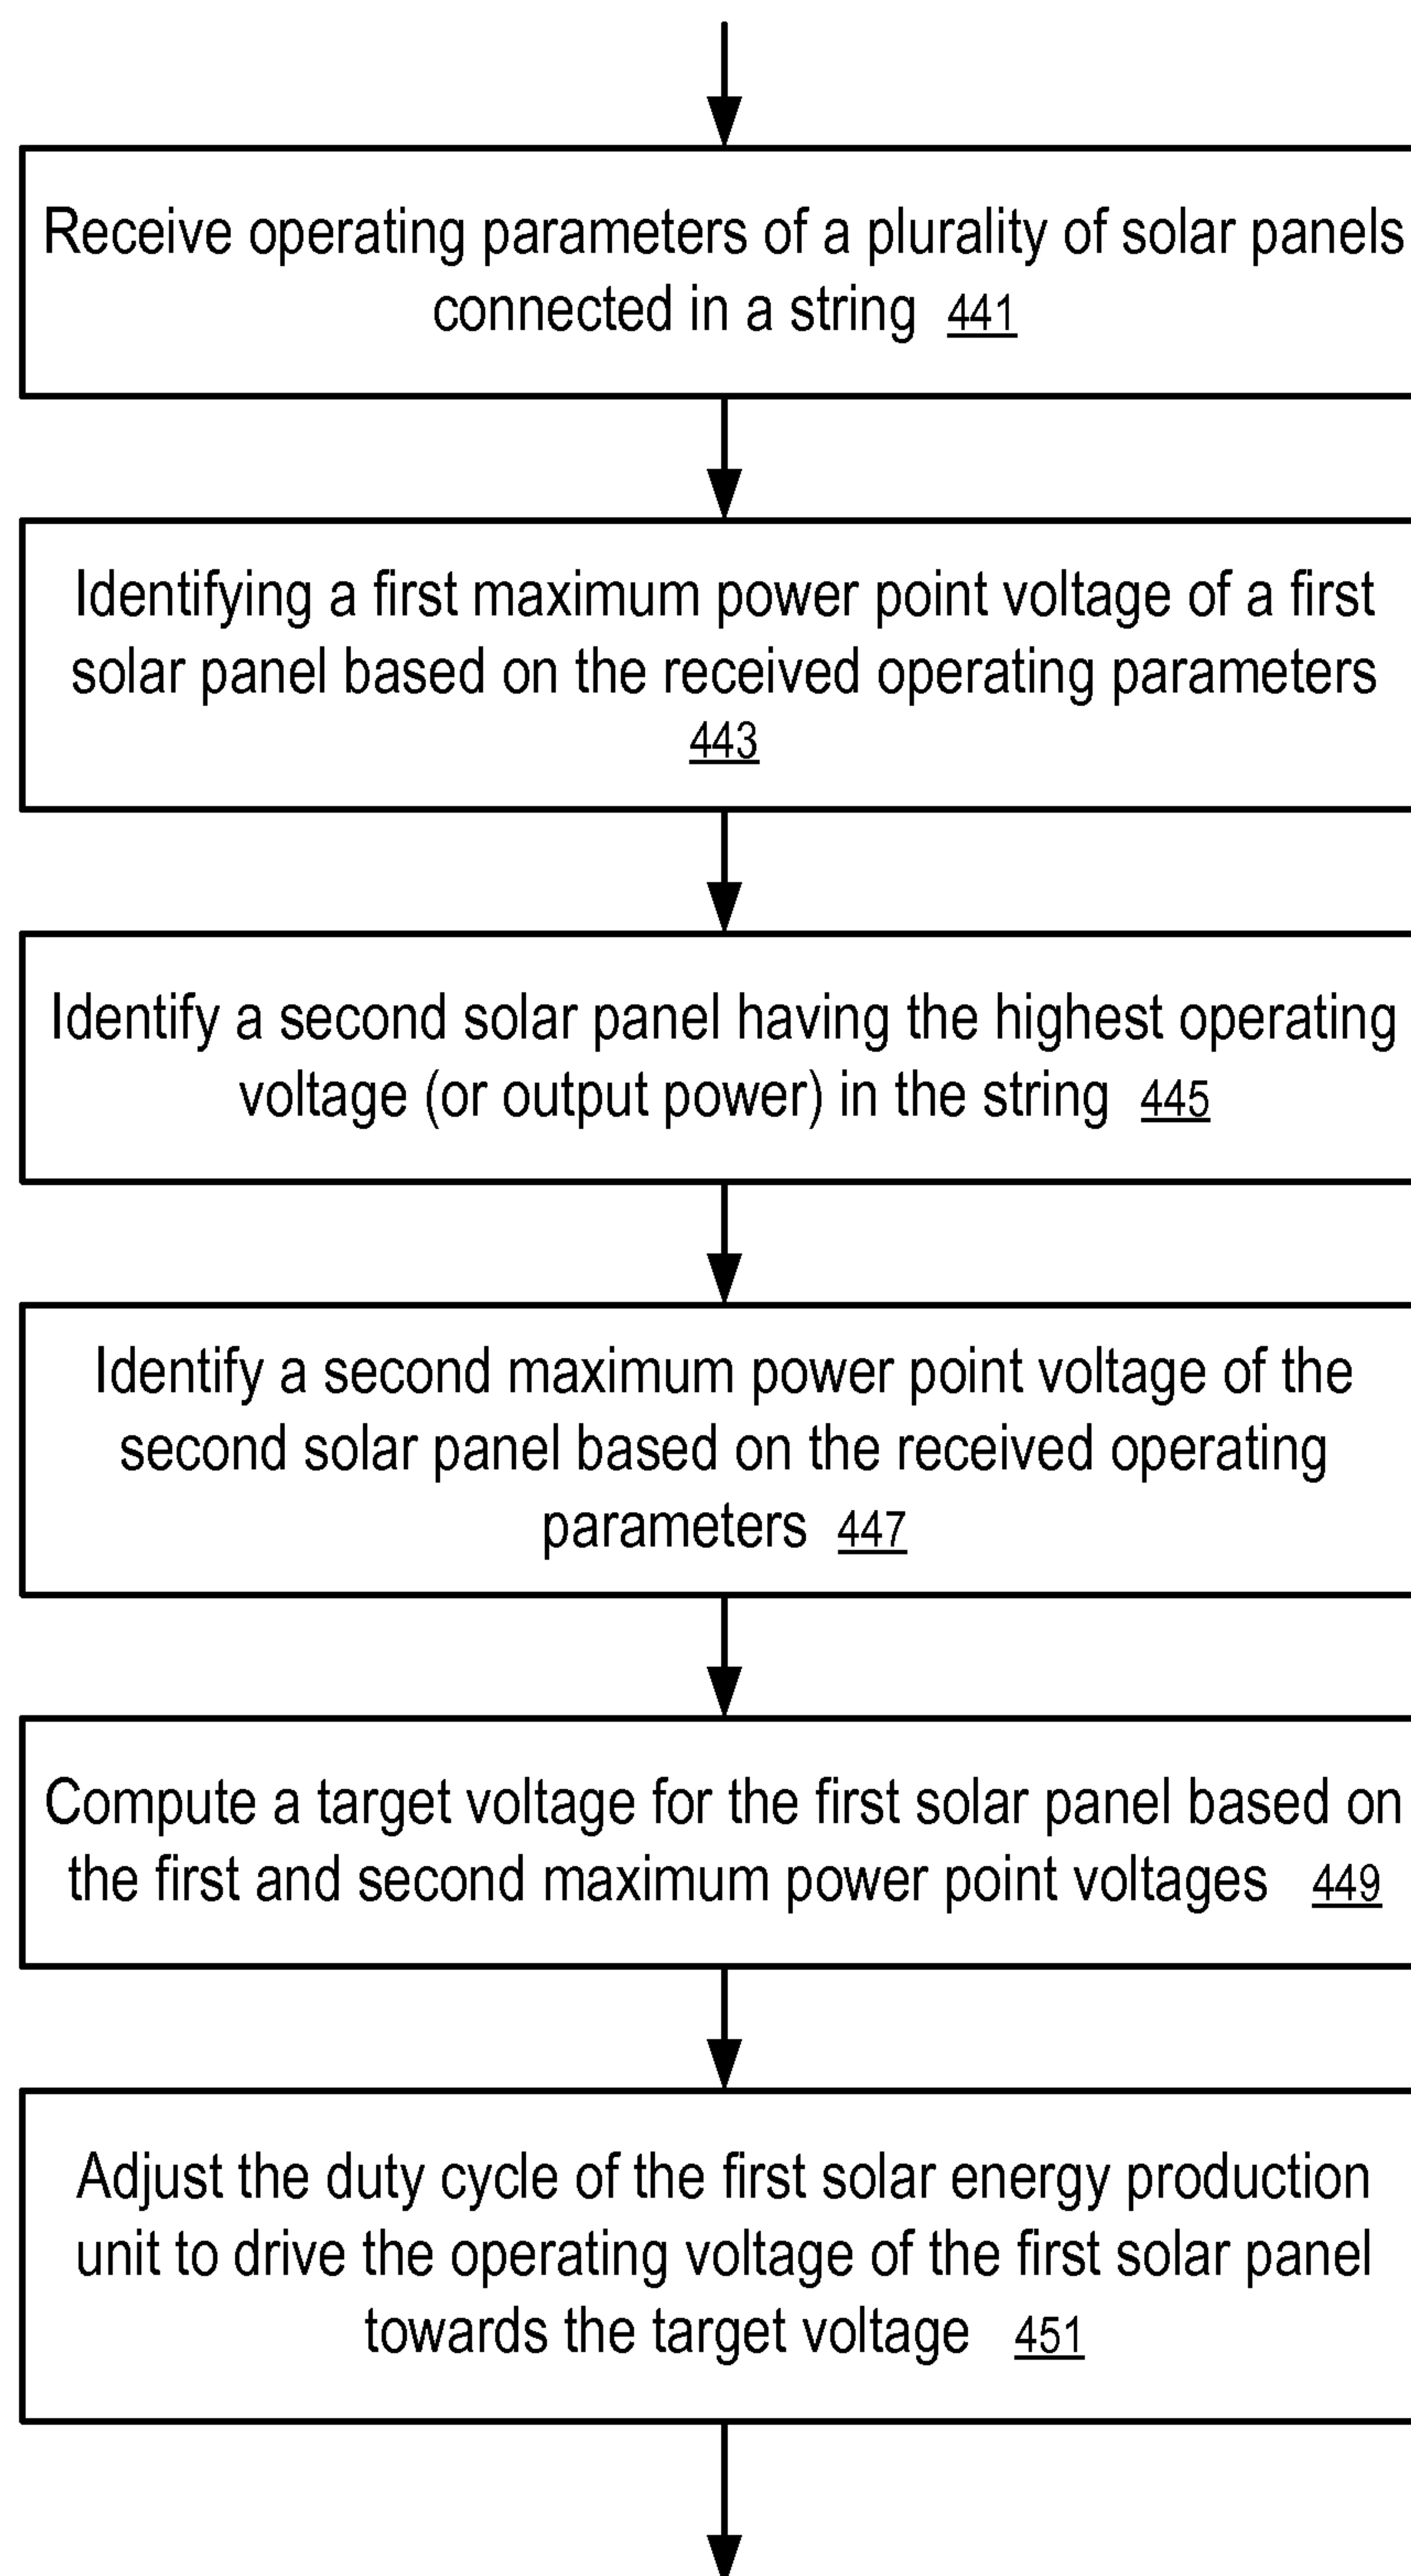 Receive operating parameters of a plurality of solar panels
connected in a string 441
Identifying a first maximum power point voltage of a first
solar panel based on the received operating parameters
443
Identify a second solar panel having the highest operating
voltage (or output power) in the string 445
Identify a second maximum power point voltage of the
second solar panel based on the received operating
parameters 447
Compute a target voltage for the first solar panel based on
the first and second maximum power point voltages 449
Adjust the duty cycle of the first solar energy production
unit to drive the operating voltage of the first solar panel
towards the target voltage 451